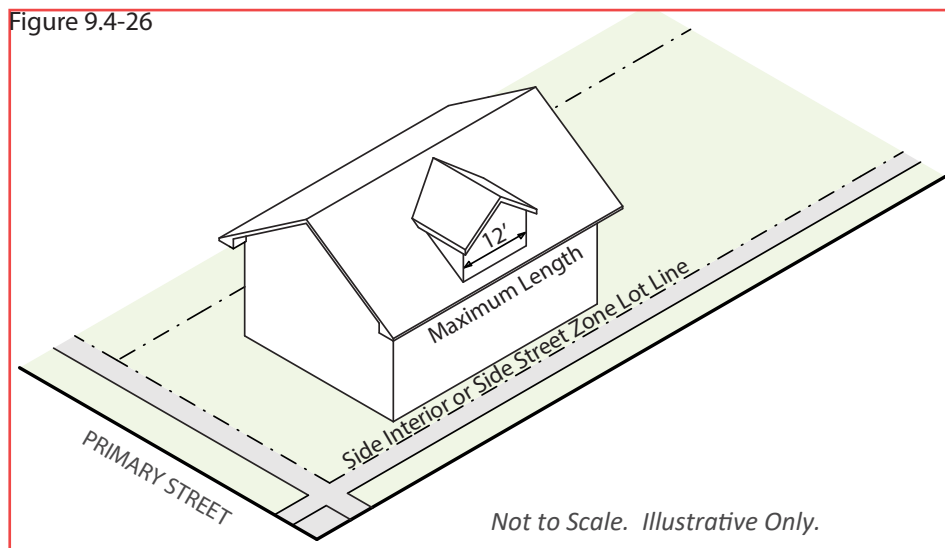 Figure 9.4-26
12'
Maximum Length
Side Interior or Side Street Zone Lot Line
PRIMARY STREET
Not to Scale. Illustrative Only.